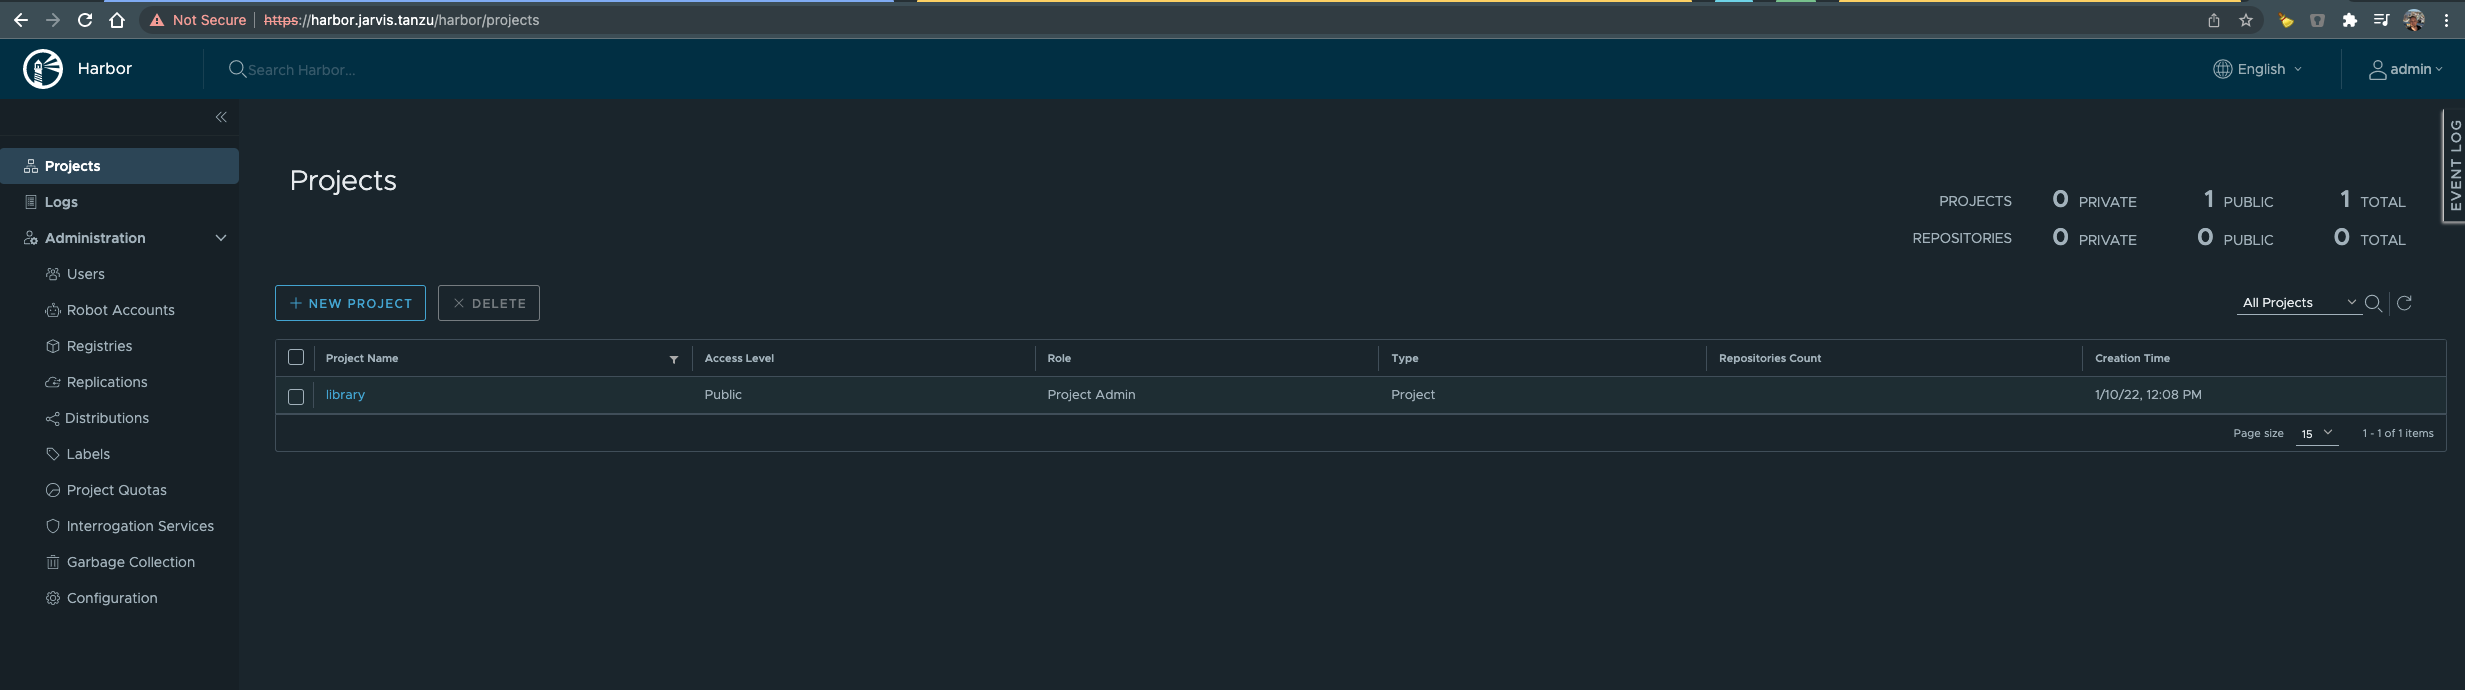 Not Secure | https://harbor.jarvis.tanzu/harbor/projects
Harbor
Search Harbor...
English
admin
EVENT LOG
Projects
Logs
Administration
Users
Robot Accounts
Registries
Replications
Distributions
Labels
Project Quotas
Interrogation Services
Garbage Collection
Configuration
Projects
PROJECTS 0 PRIVATE 1 PUBLIC 1 TOTAL
REPOSITORIES 0 PRIVATE 0 PUBLIC 0 TOTAL
+ NEW PROJECT × DELETE All Projects
Project Name Access Level Role Type Repositories Count Creation Time
library Public Project Admin Project 1/10/22, 12:08 PM
Page size 15 1 - 1 of 1 items